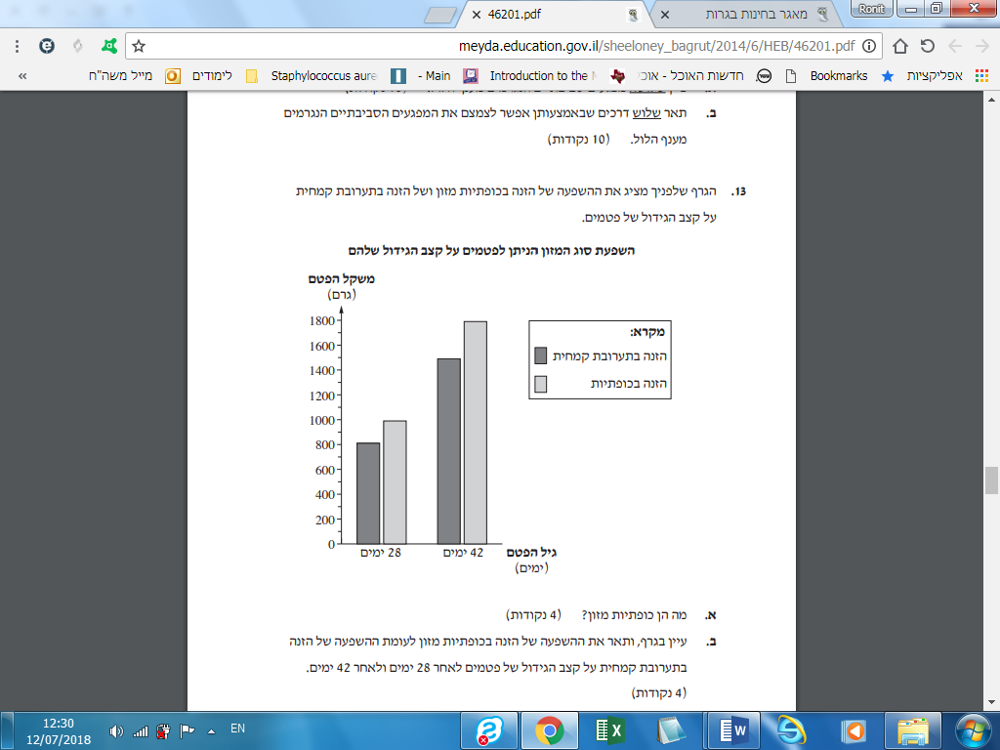 Ronit
46201.pdf
מאגר בחינות בגרות
meyda.education.gov.il/sheeloney_bagrut/2014/6/HEB/46201.pdf
אפליקציות
Bookmarks
חדשות האוכל - אוכי
Introduction to the M
Main -
Staphylococcus aure
לימודים
מייל משה"ח
ב. תאר שלוש דרכים שבאמצעותן אפשר לצמצם את המפגעים הסביבתיים הנגרמים
מענף הלול. (10 נקודות)
13. הגרף שלפניך מציג את ההשפעה של הזנה בכופתיות מזון ושל הזנה בתערובת קמחית
על קצב הגידול של פטמים.
השפעת סוג המזון הניתן לפטמים על קצב הגידול שלהם
משקל הפטם
(גרם)
1800
1600
1400
1200
1000
800
600
400
200
0
מקרא:
הזנה בתערובת קמחית
הזנה בכופתיות
28 ימים
42 ימים
גיל הפטם
(ימים)
א. מה הן כופתיות מזון? (4 נקודות)
ב. עיין בגרף, ותאר את ההשפעה של הזנה בכופתיות מזון לעומת ההשפעה של הזנה
בתערובת קמחית על קצב הגידול של פטמים לאחר 28 ימים ולאחר 42 ימים.
(4 נקודות)
EN
12:30
12/07/2018